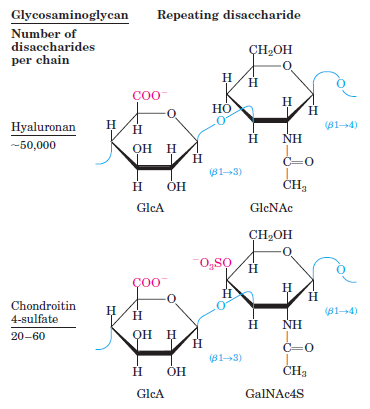 Glycosaminoglycan Repeating disaccharide
Number of
disaccharides
per chain
CH₂OH
O
H
H
O
COO⁻
HO
H
H
O
O
H
H
(β1→4)
Hyaluronan
~50,000
OH H
H
H NH
(β1→3)
C=O
H OH
CH₃
GlcA GlcNAc
CH₂OH
⁻O₃SO
O
H
O
COO⁻
H
H
H
O
O
H
H
(β1→4)
Chondroitin
4-sulfate
20–60
OH H
H
H NH
(β1→3)
C=O
H OH
CH₃
GlcA GalNAc4S